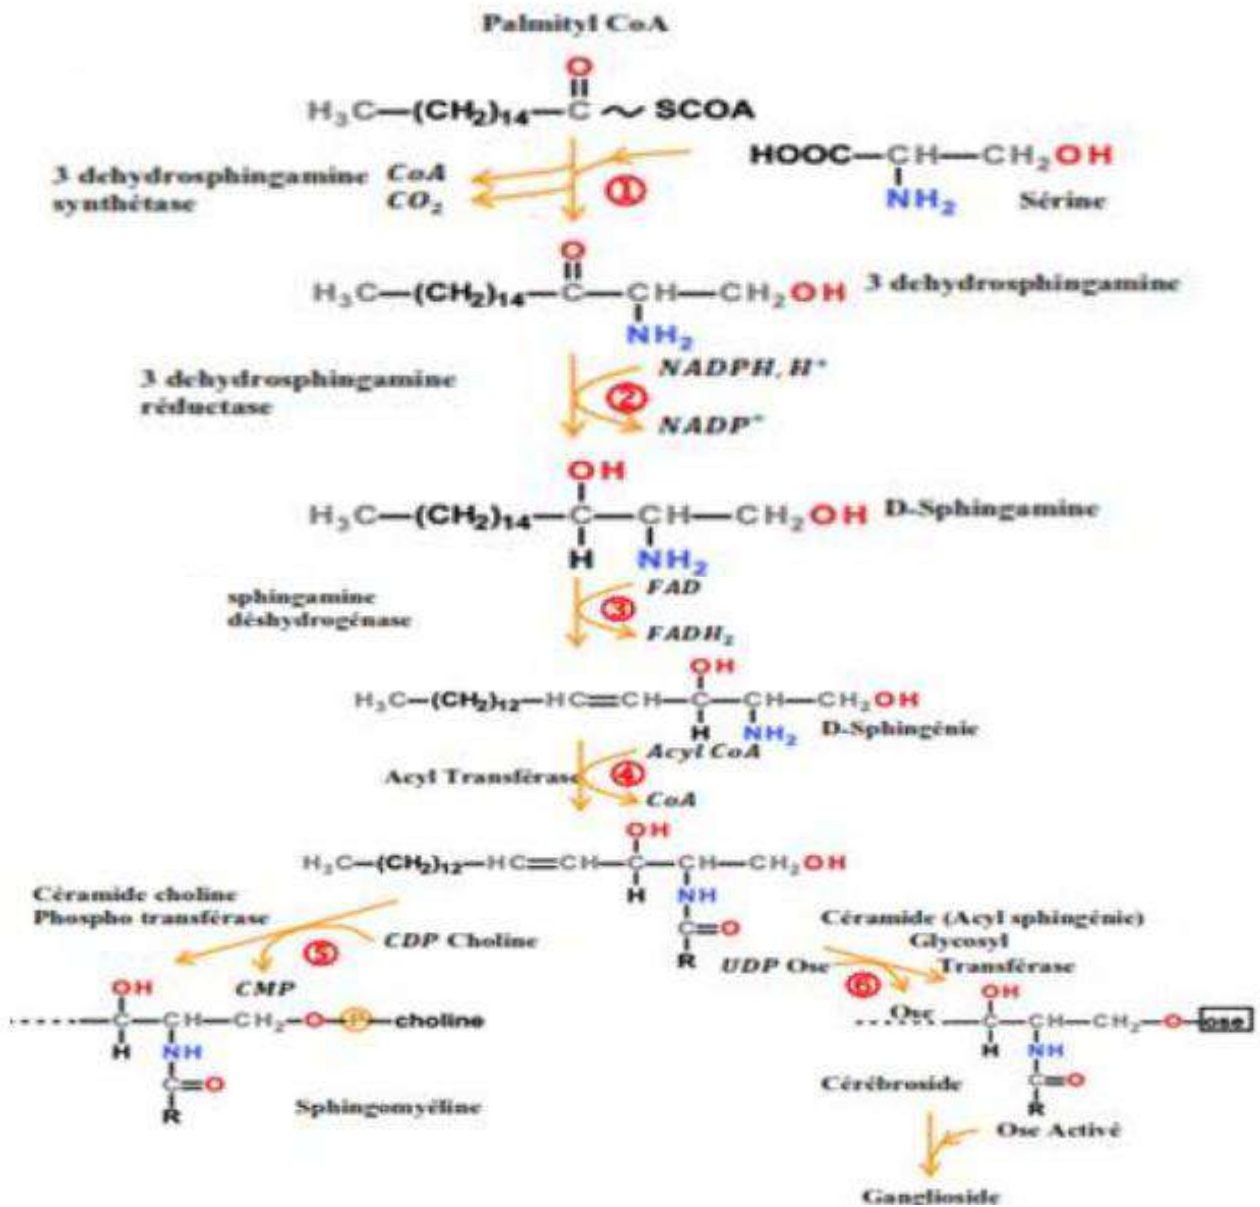 Palmityl CoA
O
H3C—(CH2)14—C ~ SCOA
HOOC—CH—CH2OH
NH2 Sérine
3 dehydrosphingamine synthétase
CoA
CO2
1
O
H3C—(CH2)14—C—CH—CH2OH 3 dehydrosphingamine
NH2
3 dehydrosphingamine
réductase
NADPH, H+
2
NADP+
OH
H3C—(CH2)14—C—CH—CH2OH D-Sphingamine
H NH2
sphingamine
déshydrogénase
FAD
3
FADH2
OH
H3C—(CH2)12—HC=CH—C—CH—CH2OH
H NH2 D-Sphingénie
Acyl Transférase
Acyl CoA
4
CoA
OH
H3C—(CH2)12—HC=CH—C—CH—CH2OH
H NH
C=O
R
Céramide (Acyl sphingénie)
Céramide choline
Phospho transférase
CDP Choline
5
CMP
Glycosyl
Transférase
UDP Ose
6
Ose
OH
C—CH—CH2—O—P—choline
H NH
C=O
R
Sphingomyéline
OH
C—CH—CH2—O—ose
H NH
C=O
R
Cérébroside
Ose Activé
Ganglioside